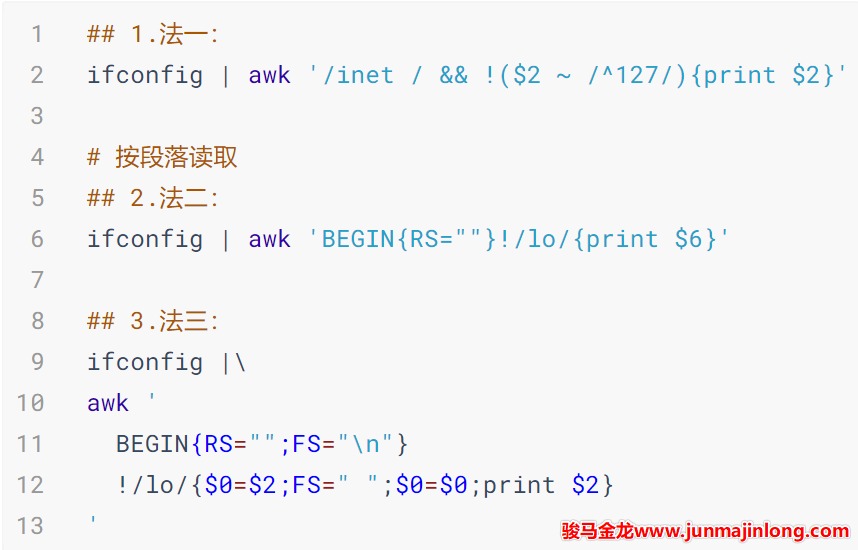 1 ## 1.法一:
2 ifconfig | awk '/inet / && !($2 ~ /^127/){print $2}'
3
4 # 按段落读取
5 ## 2.法二:
6 ifconfig | awk 'BEGIN{RS=""}!/lo/{print $6}'
7
8 ## 3.法三:
9 ifconfig |\
10 awk '
11   BEGIN{RS="";FS="\n"}
12   !/lo/{$0=$2;FS=" ";$0=$0;print $2}
13 '
骏马金龙www.junmajinlong.com